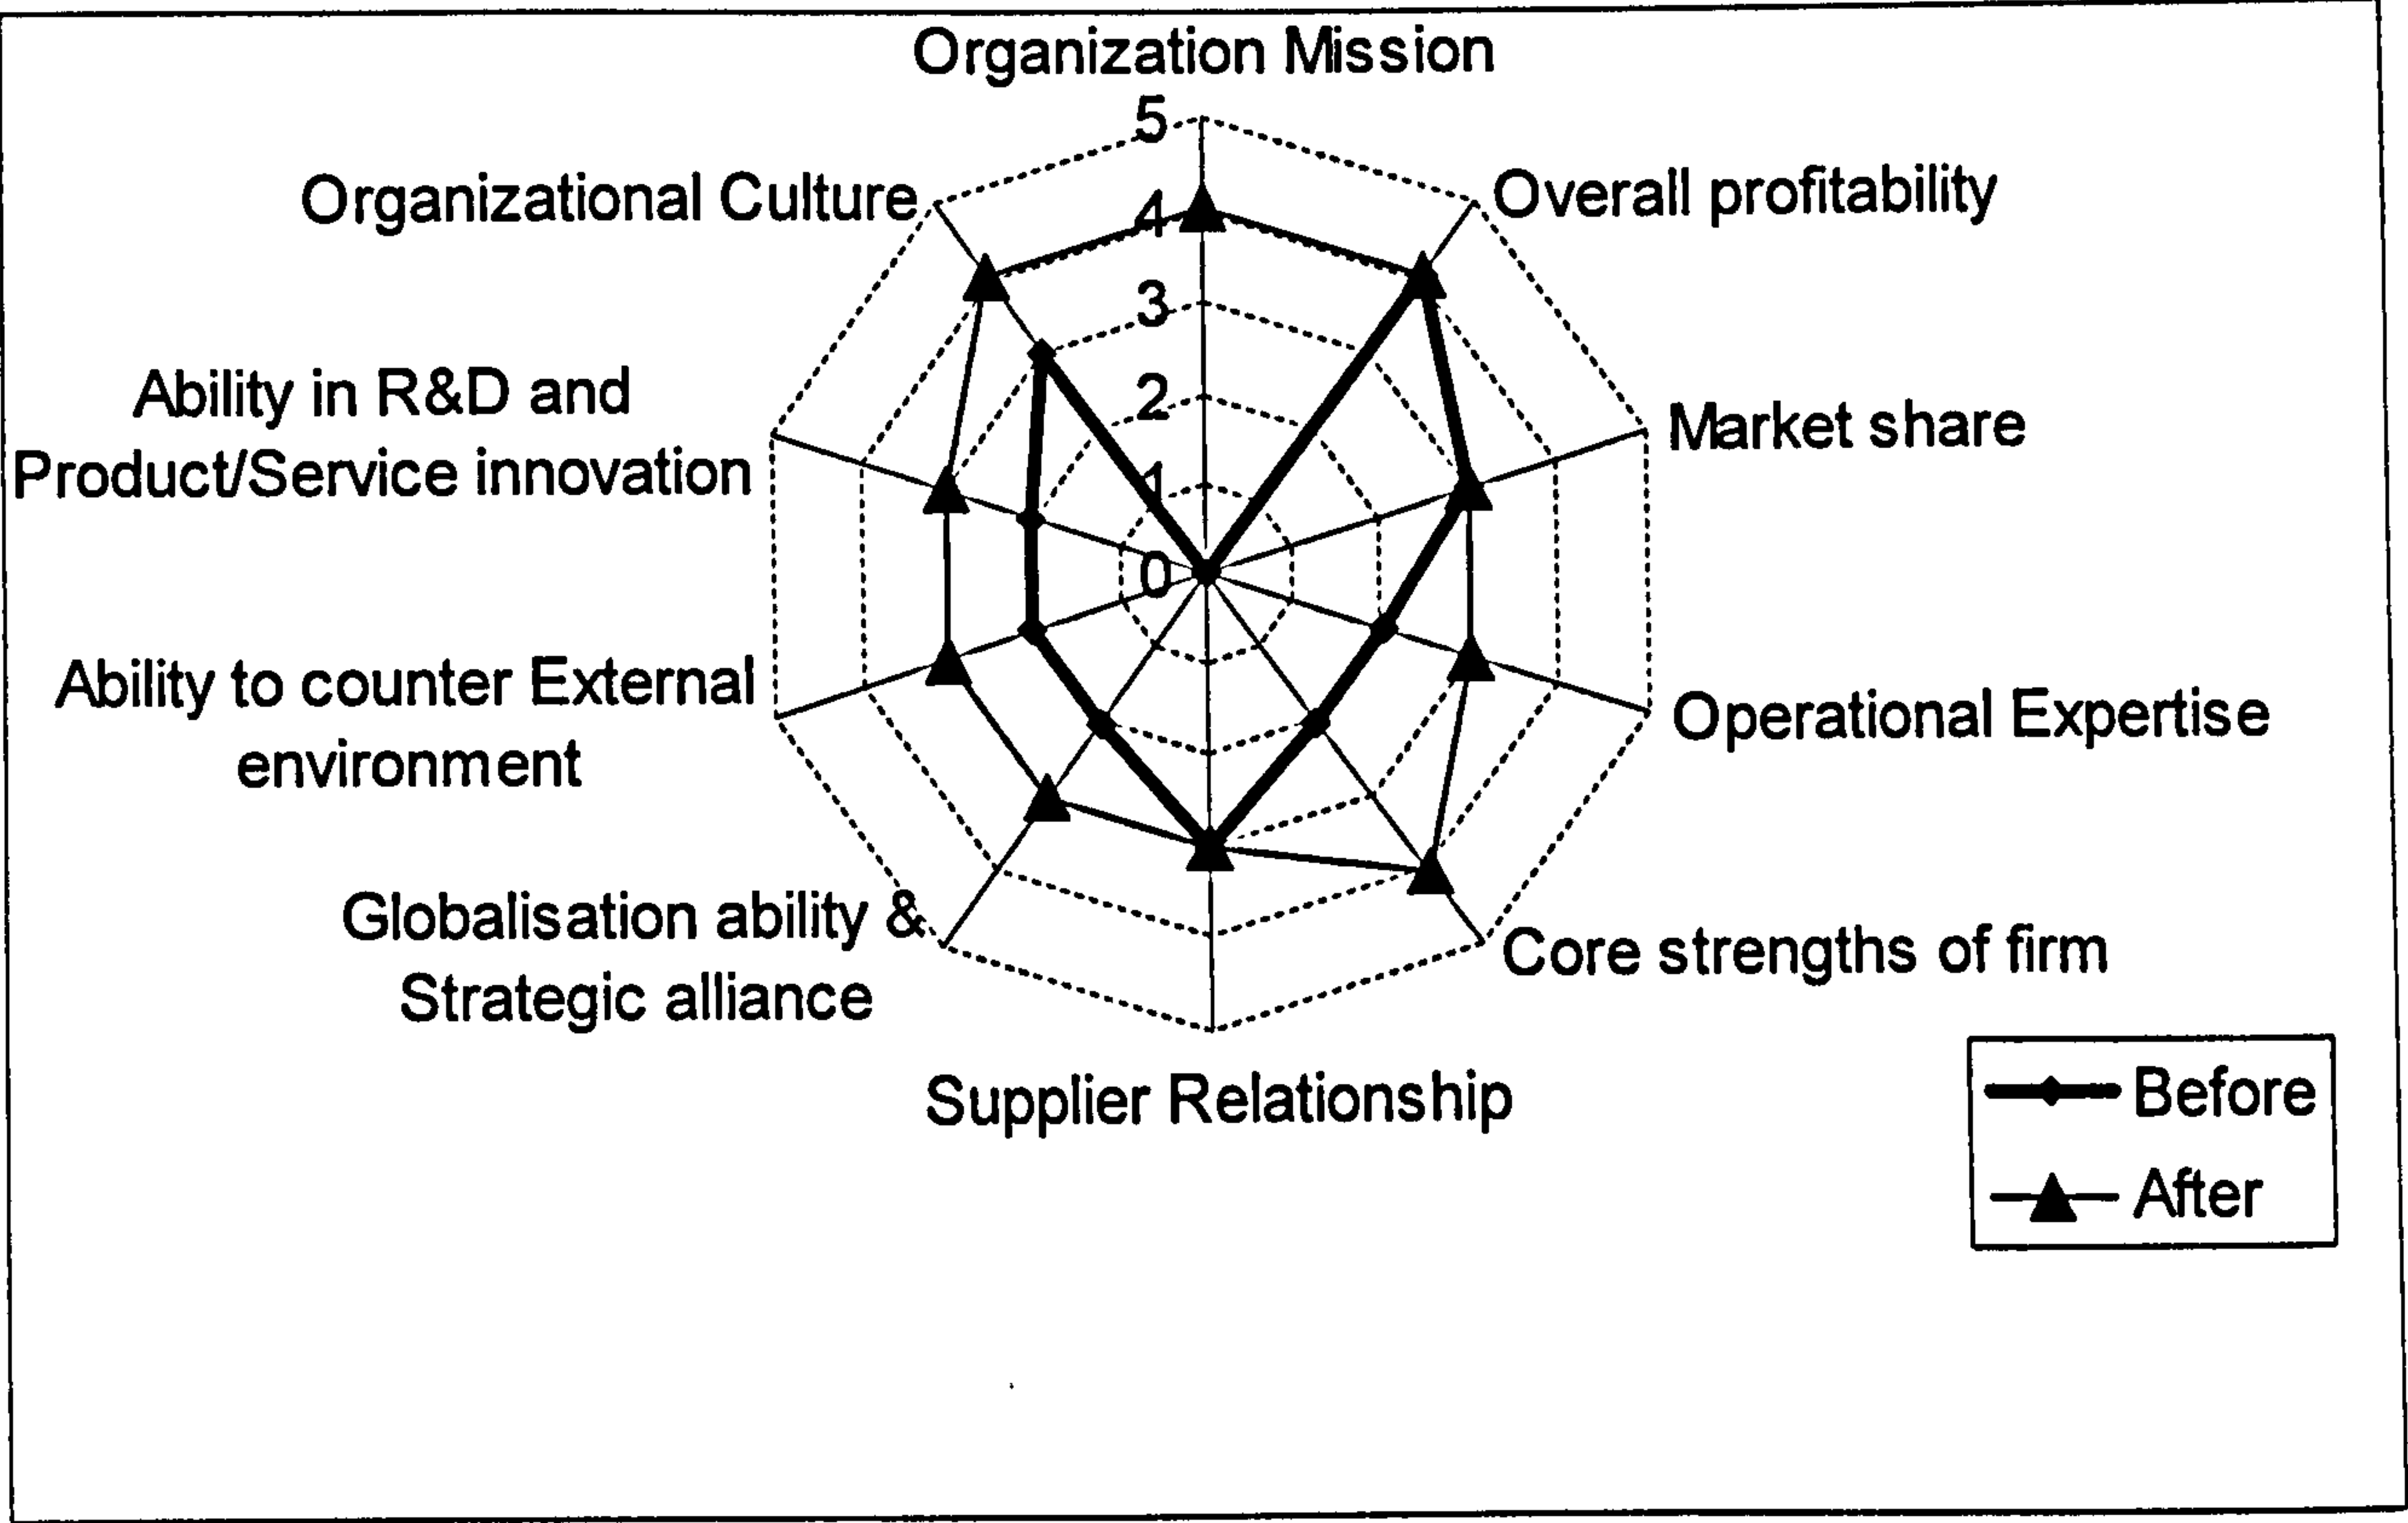 Organization Mission
5
Organizational Culture
Overall profitability
4
3
Ability in R&D and
Product/Service innovation
2
Market share
1
0
Ability to counter External
environment
Operational Expertise
Globalisation ability &
Strategic alliance
Core strengths of firm
Supplier Relationship
Before
After